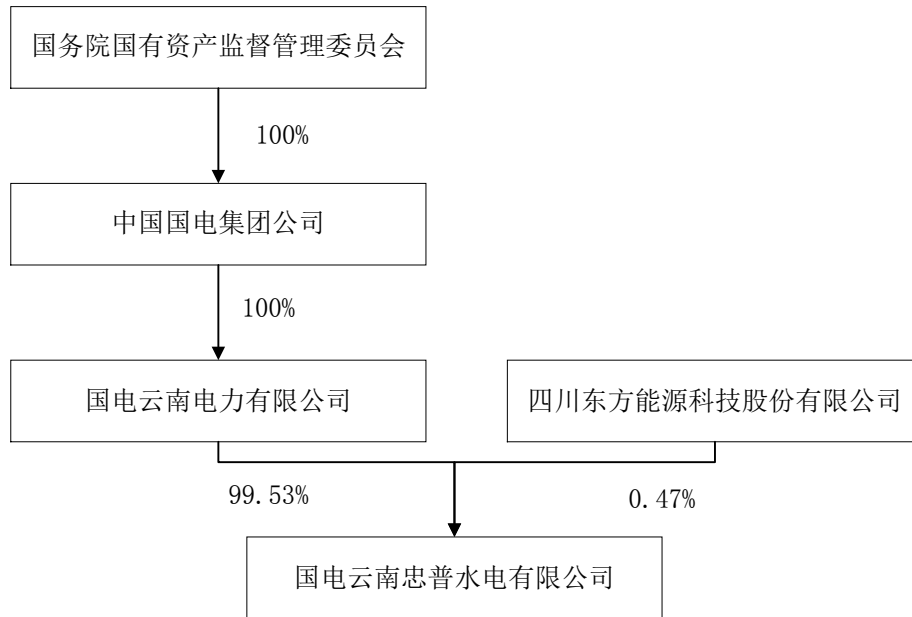 国务院国有资产监督管理委员会
100%
中国国电集团公司
100%
国电云南电力有限公司
四川东方能源科技股份有限公司
99.53%
0.47%
国电云南忠普水电有限公司